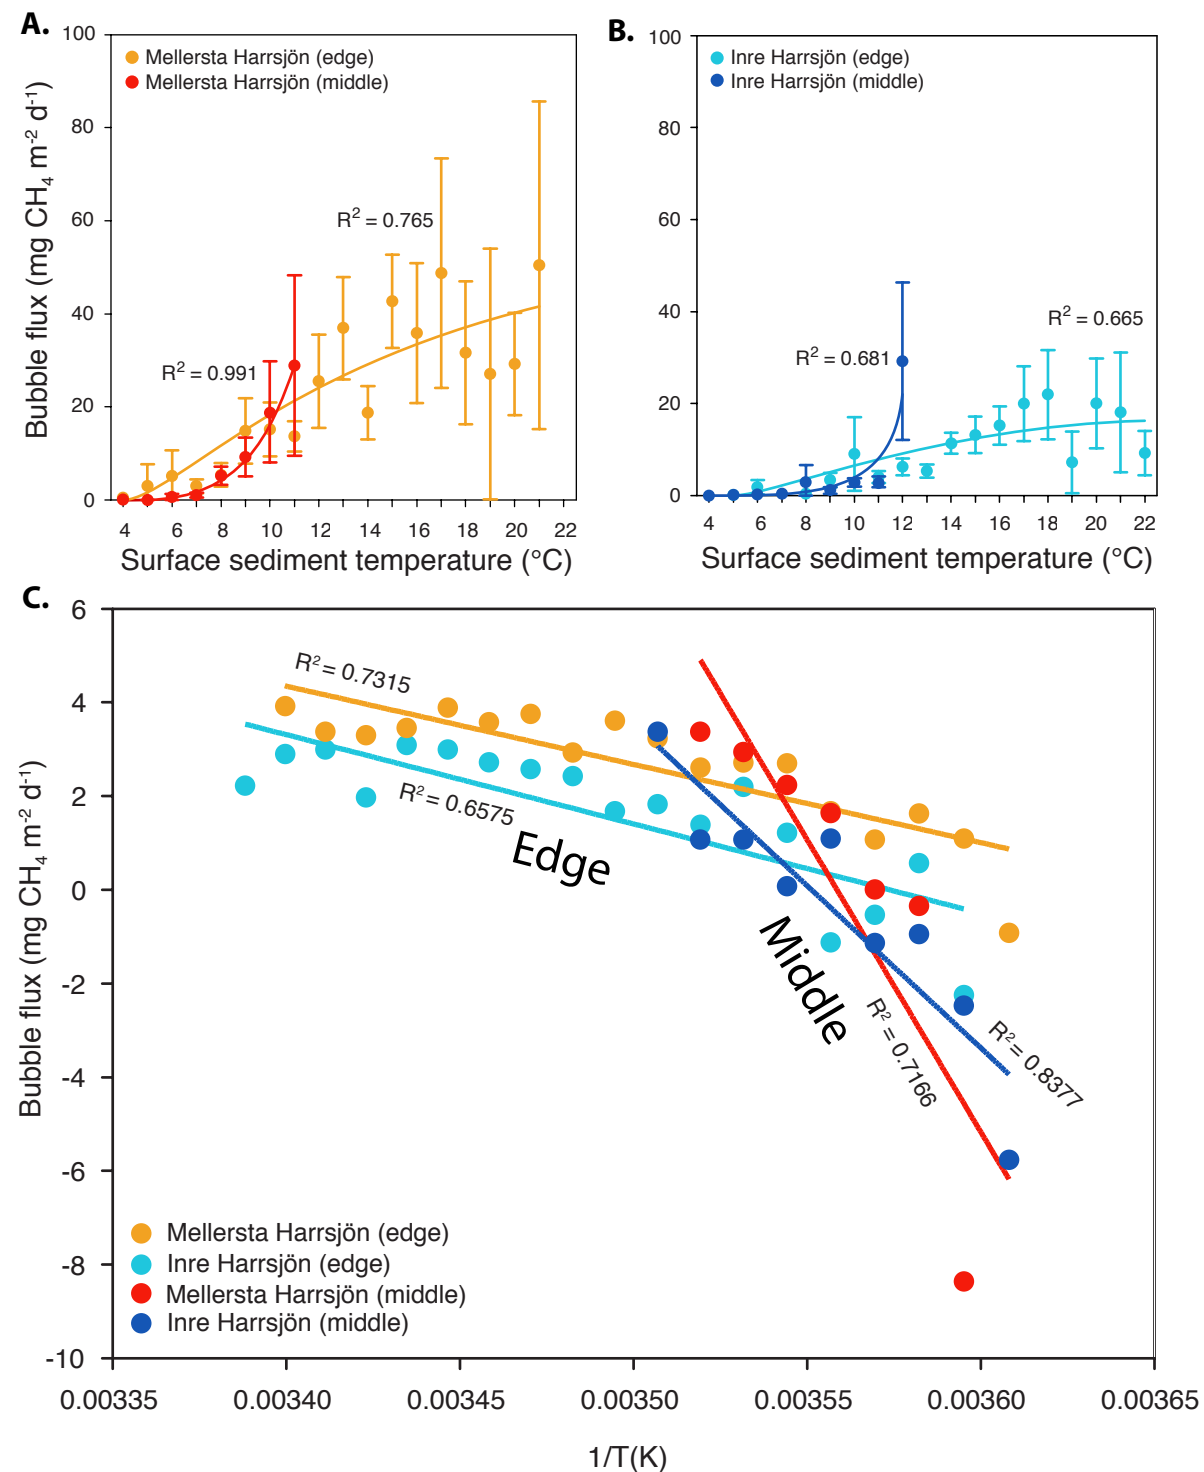 A.
100
80
60
40
20
0
Bubble flux (mg CH4 m-2 d-1)
Mellersta Harrsjön (edge)
Mellersta Harrsjön (middle)
R2 = 0.765
R2 = 0.991
4 6 8 10 12 14 16 18 20 22
Surface sediment temperature (°C)
B.
100
80
60
40
20
0
Inre Harrsjön (edge)
Inre Harrsjön (middle)
R2 = 0.665
R2 = 0.681
4 6 8 10 12 14 16 18 20 22
Surface sediment temperature (°C)
C.
6
4
2
0
-2
-4
-6
-8
-10
Bubble flux (mg CH4 m-2 d-1)
R2 = 0.7315
R2 = 0.6575
Edge
Middle
R2 = 0.7166
R2 = 0.8377
Mellersta Harrsjön (edge)
Inre Harrsjön (edge)
Mellersta Harrsjön (middle)
Inre Harrsjön (middle)
0.00335 0.00340 0.00345 0.00350 0.00355 0.00360 0.00365
1/T(K)